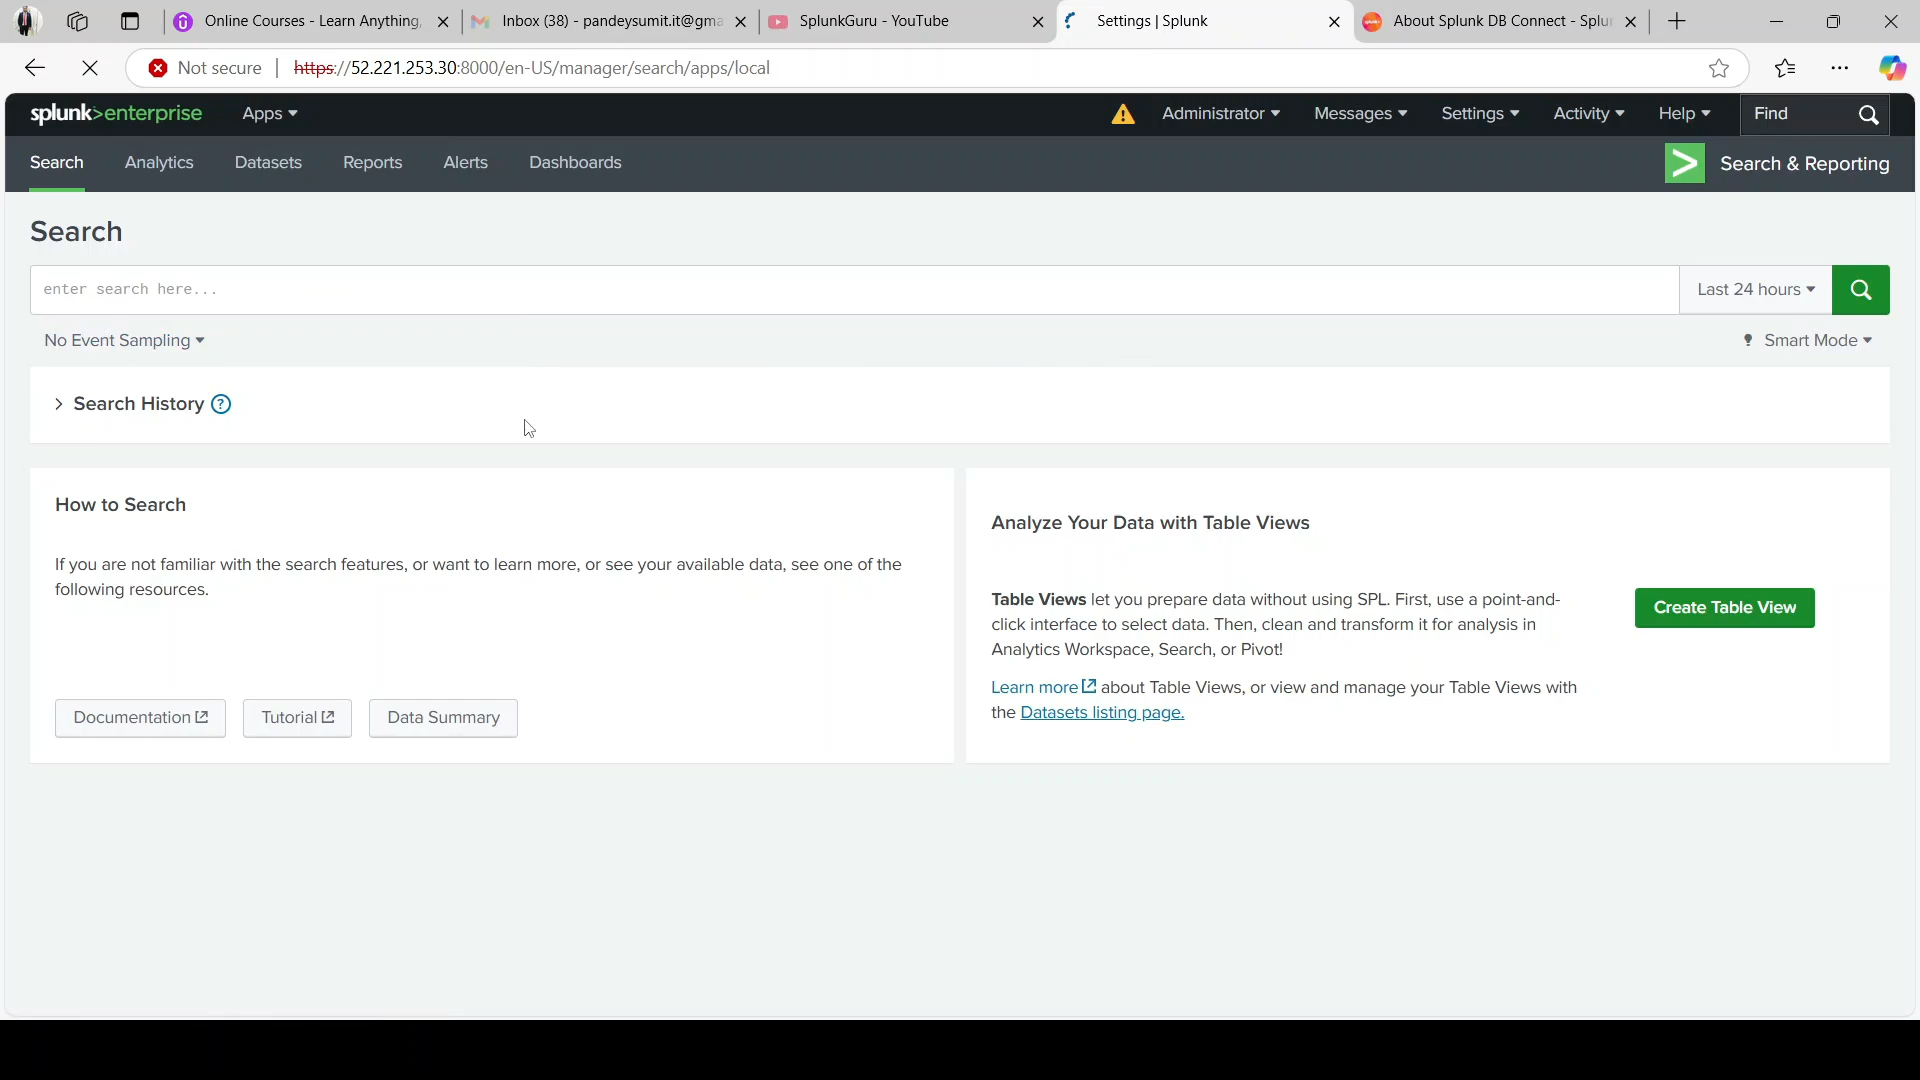 Online Courses - Learn Anything,
Inbox (38) - pandeysumit.it@gma
SplunkGuru - YouTube
Settings | Splunk
About Splunk DB Connect - Splu
Not secure
https://52.221.253.30:8000/en-US/manager/search/apps/local
splunk>enterprise
Apps
Administrator
Messages
Settings
Activity
Help
Find
Search
Analytics
Datasets
Reports
Alerts
Dashboards
Search & Reporting
Search
enter search here...
Last 24 hours
No Event Sampling
Smart Mode
Search History
?
How to Search
If you are not familiar with the search features, or want to learn more, or see your available data, see one of the
following resources.
Documentation
Tutorial
Data Summary
Analyze Your Data with Table Views
Table Views let you prepare data without using SPL. First, use a point-and-
click interface to select data. Then, clean and transform it for analysis in
Analytics Workspace, Search, or Pivot!
Learn more about Table Views, or view and manage your Table Views with
the Datasets listing page.
Create Table View